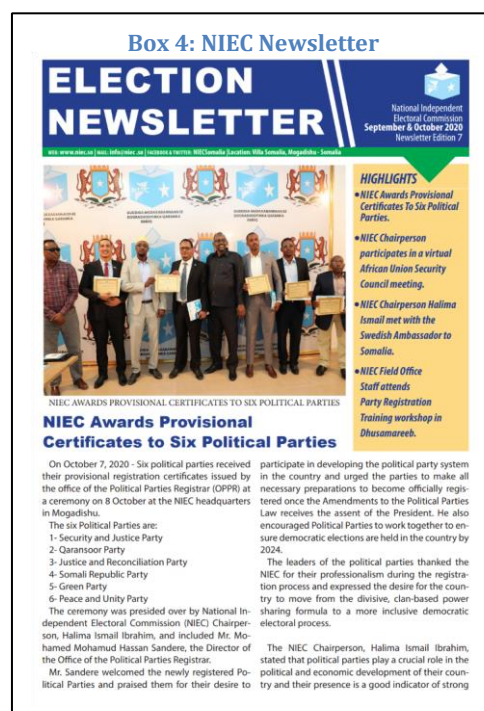 Box 4: NIEC Newsletter
ELECTION
NEWSLETTER
National Independent
Electoral Commission
September & October 2020
Newsletter Edition 7
WEB: www.niec.so | MAIL: info@niec.so | FACEBOOK & TWITTER: NIECSomalia |Location: Villa Somalia, Mogadishu - Somalia
HIGHLIGHTS
•NIEC Awards Provisional
Certificates To Six Political
Parties.
•NIEC Chairperson
participates in a virtual
African Union Security
Council meeting.
•NIEC Chairperson Halima
Ismail met with the
Swedish Ambassador to
Somalia.
•NIEC Field Office
Staff attends
Party Registration
Training workshop in
Dhusamareeb.
NIEC AWARDS PROVISIONAL CERTIFICATES TO SIX POLITICAL PARTIES
NIEC Awards Provisional
Certificates to Six Political Parties
On October 7, 2020 - Six political parties received
their provisional registration certificates issued by
the office of the Political Parties Registrar (OPPR) at
a ceremony on 8 October at the NIEC headquarters
in Mogadishu.
The six Political Parties are:
1- Security and Justice Party
2- Qaransoor Party
3- Justice and Reconciliation Party
4- Somali Republic Party
5- Green Party
6- Peace and Unity Party
The ceremony was presided over by National In-
dependent Electoral Commission (NIEC) Chairper-
son, Halima Ismail Ibrahim, and included Mr. Mo-
hamed Mohamud Hassan Sandere, the Director of
the Office of the Political Parties Registrar.
Mr. Sandere welcomed the newly registered Po-
litical Parties and praised them for their desire to
participate in developing the political party system
in the country and urged the parties to make all
necessary preparations to become officially regis-
tered once the Amendments to the Political Parties
Law receives the assent of the President. He also
encouraged Political Parties to work together to en-
sure democratic elections are held in the country by
2024.
The leaders of the political parties thanked the
NIEC for their professionalism during the registra-
tion process and expressed the desire for the coun-
try to move from the divisive, clan-based power
sharing formula to a more inclusive democratic
electoral process.
The NIEC Chairperson, Halima Ismail Ibrahim,
stated that political parties play a crucial role in the
political and economic development of their coun-
try and their presence is a good indicator of strong